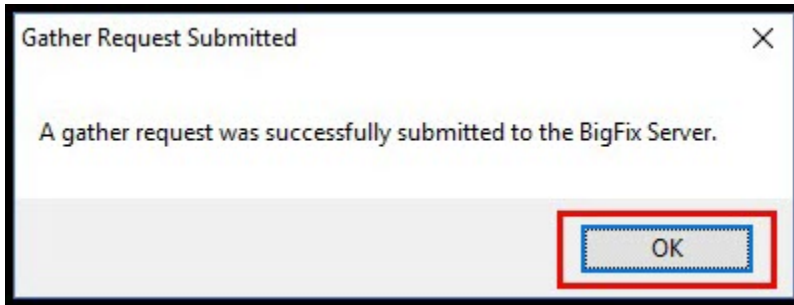 Gather Request Submitted
A gather request was successfully submitted to the BigFix Server.
OK